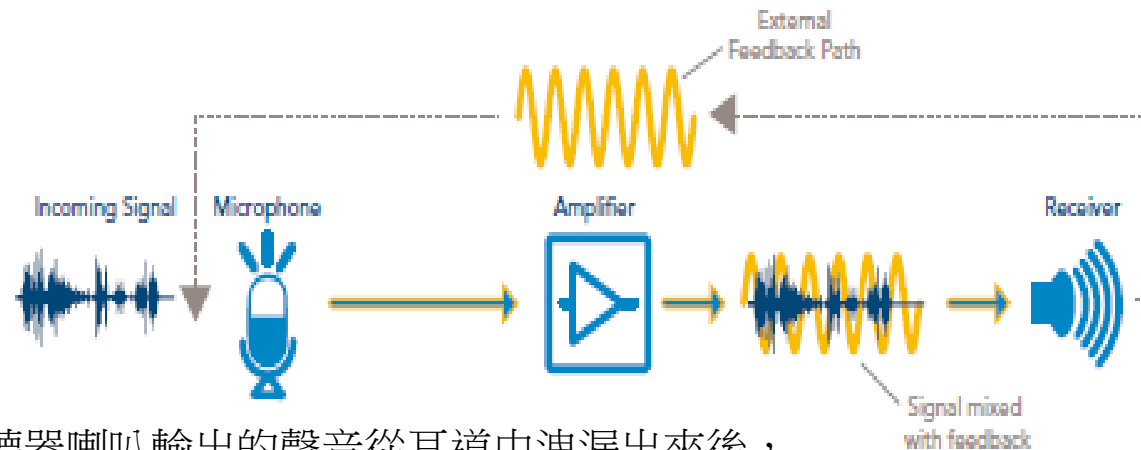 External
Feedback Path
Incoming Signal
Microphone
Amplifier
Receiver
Signal mixed
with feedback
聽器喇叭輸出的聲音從耳道中洩漏出來後，